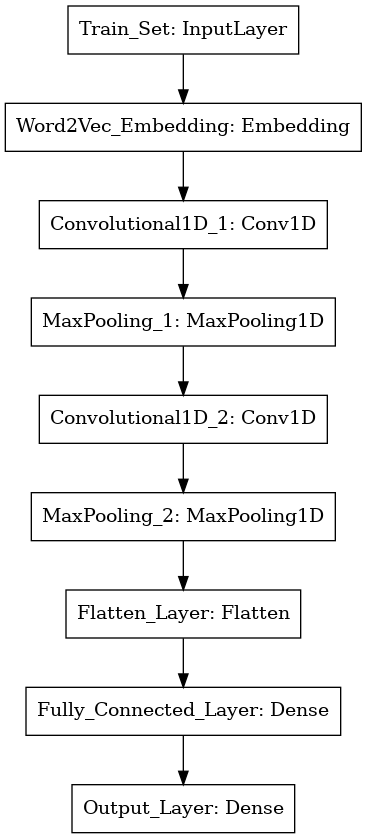 Train_Set: InputLayer
Word2Vec_Embedding: Embedding
Convolutional1D_1: Conv1D
MaxPooling_1: MaxPooling1D
Convolutional1D_2: Conv1D
MaxPooling_2: MaxPooling1D
Flatten_Layer: Flatten
Fully_Connected_Layer: Dense
Output_Layer: Dense